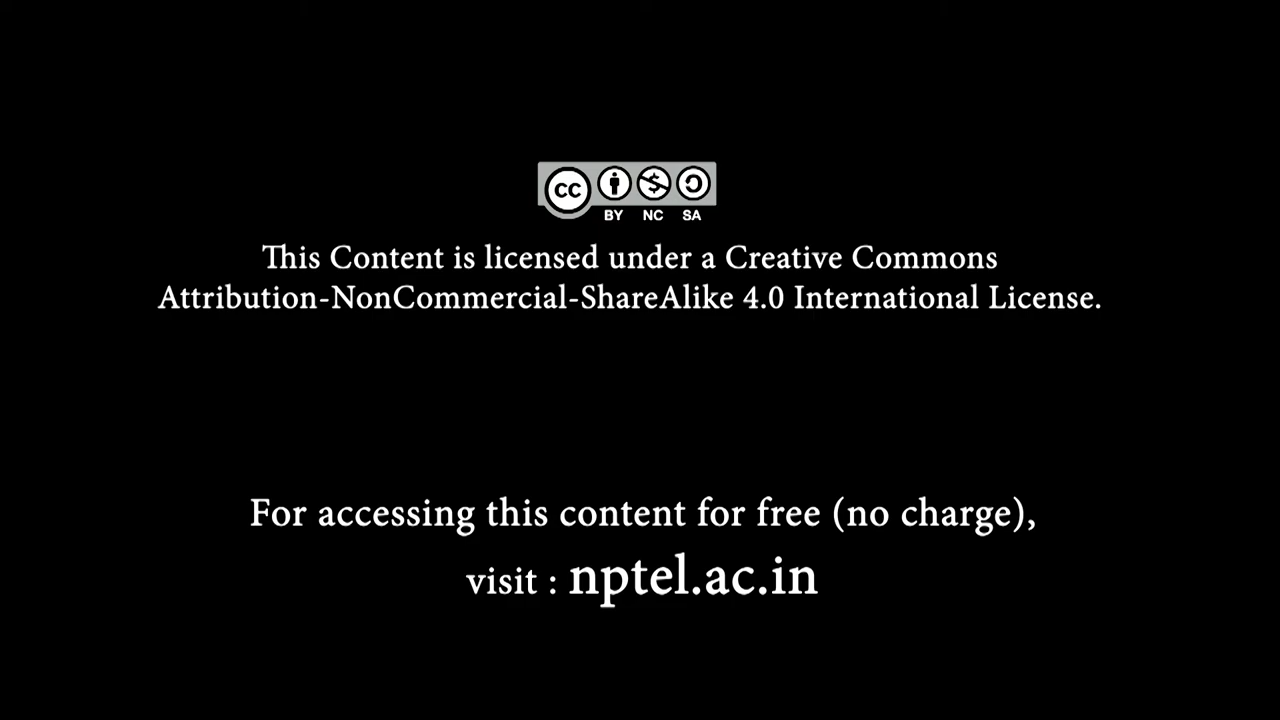 CC BY NC SA
This Content is licensed under a Creative Commons
Attribution-NonCommercial-ShareAlike 4.0 International License.
For accessing this content for free (no charge),
visit : nptel.ac.in